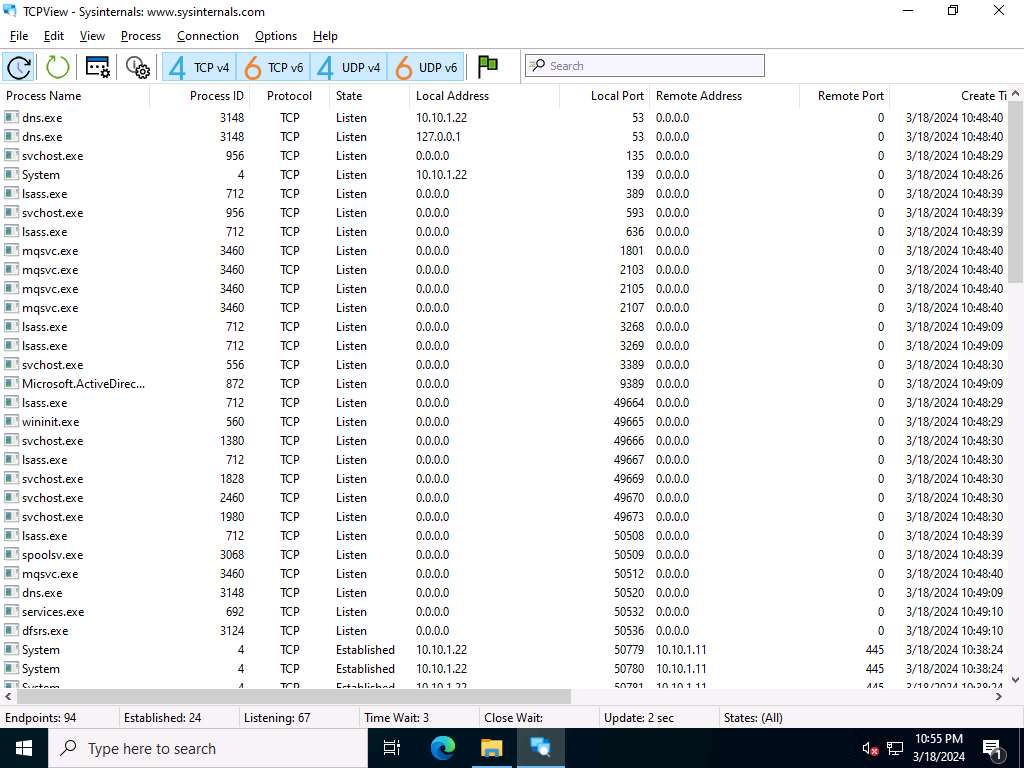 TCPView - Sysinternals: www.sysinternals.com
File Edit View Process Connection Options Help
4 TCP v4 6 TCP v6 4 UDP v4 6 UDP v6 Search
Process Name Process ID Protocol State Local Address Local Port Remote Address Remote Port Create Ti
dns.exe 3148 TCP Listen 10.10.1.22 53 0.0.0.0 0 3/18/2024 10:48:40
dns.exe 3148 TCP Listen 127.0.0.1 53 0.0.0.0 0 3/18/2024 10:48:40
svchost.exe 956 TCP Listen 0.0.0.0 135 0.0.0.0 0 3/18/2024 10:48:29
System 4 TCP Listen 10.10.1.22 139 0.0.0.0 0 3/18/2024 10:48:26
lsass.exe 712 TCP Listen 0.0.0.0 389 0.0.0.0 0 3/18/2024 10:48:39
svchost.exe 956 TCP Listen 0.0.0.0 593 0.0.0.0 0 3/18/2024 10:48:39
lsass.exe 712 TCP Listen 0.0.0.0 636 0.0.0.0 0 3/18/2024 10:48:39
mqsvc.exe 3460 TCP Listen 0.0.0.0 1801 0.0.0.0 0 3/18/2024 10:48:40
mqsvc.exe 3460 TCP Listen 0.0.0.0 2103 0.0.0.0 0 3/18/2024 10:48:40
mqsvc.exe 3460 TCP Listen 0.0.0.0 2105 0.0.0.0 0 3/18/2024 10:48:40
mqsvc.exe 3460 TCP Listen 0.0.0.0 2107 0.0.0.0 0 3/18/2024 10:48:40
lsass.exe 712 TCP Listen 0.0.0.0 3268 0.0.0.0 0 3/18/2024 10:49:09
lsass.exe 712 TCP Listen 0.0.0.0 3269 0.0.0.0 0 3/18/2024 10:49:09
svchost.exe 556 TCP Listen 0.0.0.0 3389 0.0.0.0 0 3/18/2024 10:48:30
Microsoft.ActiveDirec... 872 TCP Listen 0.0.0.0 9389 0.0.0.0 0 3/18/2024 10:49:09
lsass.exe 712 TCP Listen 0.0.0.0 49664 0.0.0.0 0 3/18/2024 10:48:29
wininit.exe 560 TCP Listen 0.0.0.0 49665 0.0.0.0 0 3/18/2024 10:48:29
svchost.exe 1380 TCP Listen 0.0.0.0 49666 0.0.0.0 0 3/18/2024 10:48:30
lsass.exe 712 TCP Listen 0.0.0.0 49667 0.0.0.0 0 3/18/2024 10:48:30
svchost.exe 1828 TCP Listen 0.0.0.0 49669 0.0.0.0 0 3/18/2024 10:48:30
svchost.exe 2460 TCP Listen 0.0.0.0 49670 0.0.0.0 0 3/18/2024 10:48:30
svchost.exe 1980 TCP Listen 0.0.0.0 49673 0.0.0.0 0 3/18/2024 10:48:30
lsass.exe 712 TCP Listen 0.0.0.0 50508 0.0.0.0 0 3/18/2024 10:48:39
spoolsv.exe 3068 TCP Listen 0.0.0.0 50509 0.0.0.0 0 3/18/2024 10:48:39
mqsvc.exe 3460 TCP Listen 0.0.0.0 50512 0.0.0.0 0 3/18/2024 10:48:40
dns.exe 3148 TCP Listen 0.0.0.0 50520 0.0.0.0 0 3/18/2024 10:49:09
services.exe 692 TCP Listen 0.0.0.0 50532 0.0.0.0 0 3/18/2024 10:49:10
dfsrs.exe 3124 TCP Listen 0.0.0.0 50536 0.0.0.0 0 3/18/2024 10:49:10
System 4 TCP Established 10.10.1.22 50779 10.10.1.11 445 3/18/2024 10:38:24
System 4 TCP Established 10.10.1.22 50780 10.10.1.11 445 3/18/2024 10:38:24
System 4 TCP Established 10.10.1.22 50781 10.10.1.11 445 3/18/2024 10:38:24
Endpoints: 94 Established: 24 Listening: 67 Time Wait: 3 Close Wait: Update: 2 sec States: (All)
Type here to search 10:55 PM
3/18/2024 1